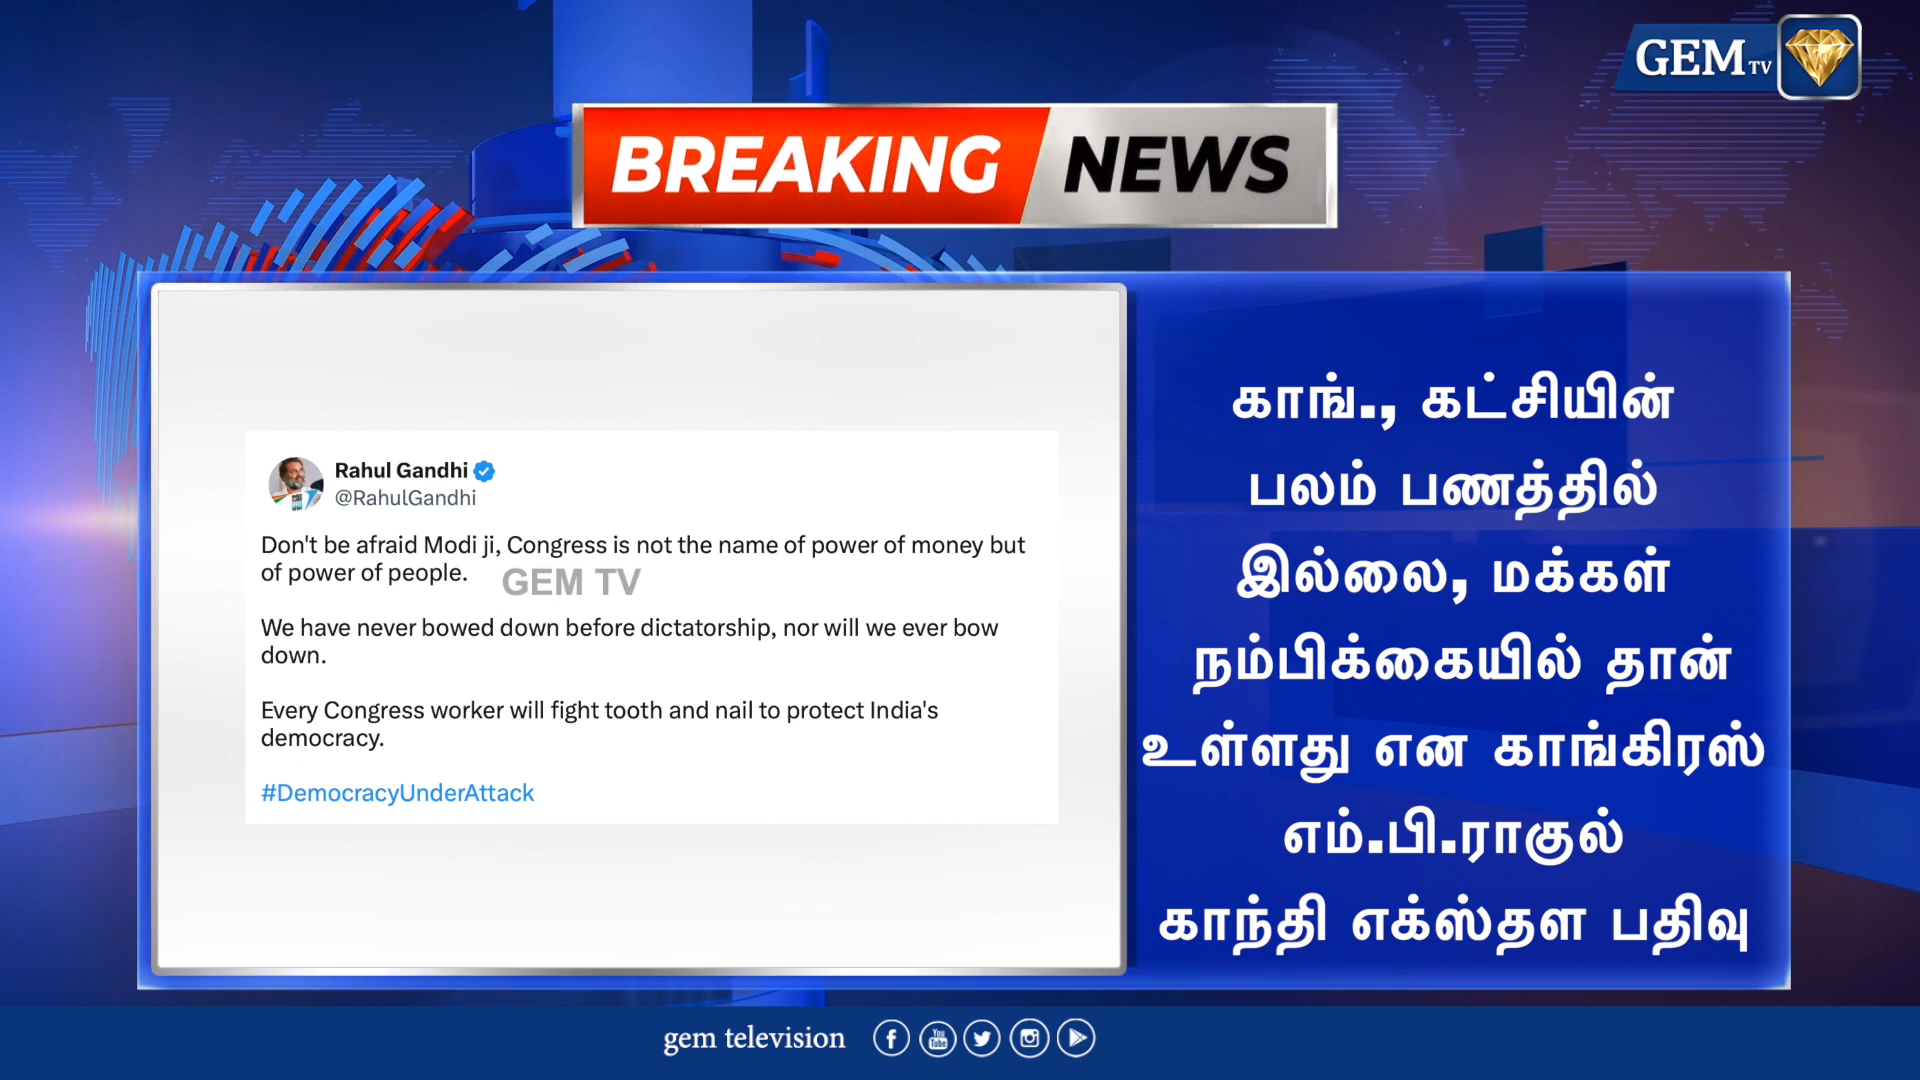 GEM TV
BREAKING NEWS
Rahul Gandhi
@RahulGandhi
Don't be afraid Modi ji, Congress is not the name of power of money but
of power of people.
GEM TV
We have never bowed down before dictatorship, nor will we ever bow
down.
Every Congress worker will fight tooth and nail to protect India's
democracy.
#DemocracyUnderAttack
காங்., கட்சியின்
பலம் பணத்தில்
இல்லை, மக்கள்
நம்பிக்கையில் தான்
உள்ளது என காங்கிரஸ்
எம்.பி.ராகுல்
காந்தி எக்ஸ்தள பதிவு
gem television